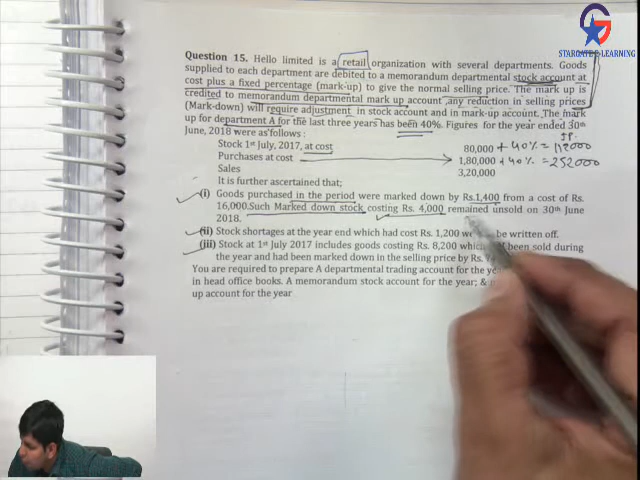 STARGATE
E-Learning
Question 15. Hello limited is a retail organization with several departments. Goods
supplied to each department are debited to a memorandum departmental stock account at
cost plus a fixed percentage (mark-up) to give the normal selling price. The mark up is
credited to memorandum departmental mark up account, any reduction in selling prices
(Mark-down) will require adjustment in stock account and in mark-up account. The mark
up for department A for the last three years has been 40%. Figures for the year ended 30th
June, 2018 were as follows :
S.P.
Stock 1st July, 2017, at cost 80,000 + 40% = 112000
Purchases at cost 1,80,000 + 40% = 252000
Sales 3,20,000
It is further ascertained that;
(i) Goods purchased in the period were marked down by Rs.1,400 from a cost of Rs.
16,000.Such Marked down stock costing Rs. 4,000 remained unsold on 30th June
2018.
(ii) Stock shortages at the year end which had cost Rs. 1,200 be written off.
(iii) Stock at 1st July 2017 includes goods costing Rs. 8,200 which been sold during
the year and had been marked down in the selling price by Rs.
You are required to prepare A departmental trading account for the
in head office books. A memorandum stock account for the year; &
up account for the year